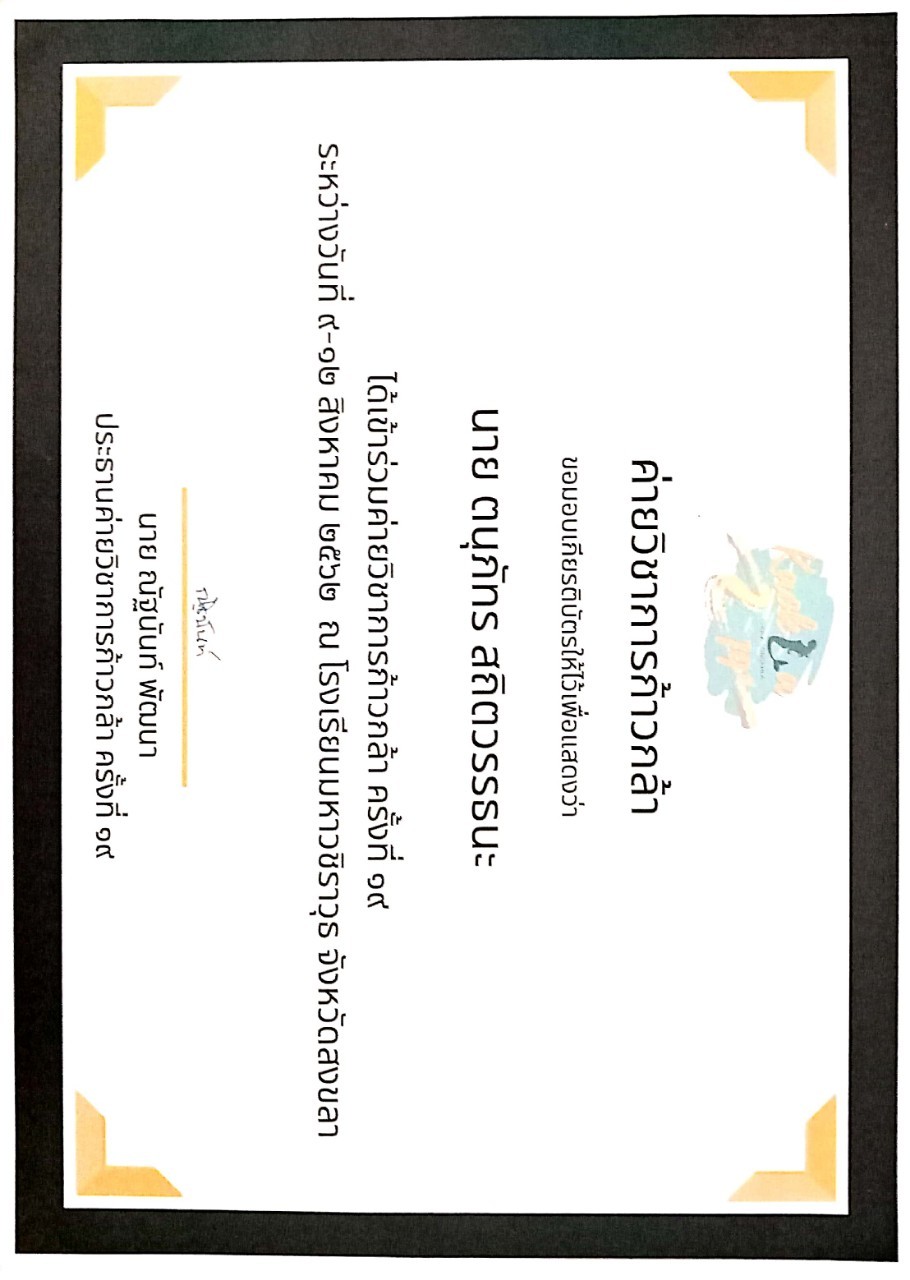 ค่ายวิชาการก้าวกล้า
ขอมอบเกียรติบัตรให้ไว้เพื่อแสดงว่า
นาย ตนุภัทร สถิตวรรธนะ
ได้เข้าร่วมค่ายวิชาการก้าวกล้า ครั้งที่ ๑๙
ระหว่างวันที่ ๙-๑๒ สิงหาคม ๒๕๖๒ ณ โรงเรียนมหาวชิราวุธ จังหวัดสงขลา
ณัฐนันท์
นาย ณัฐนันท์ พัฒนา
ประธานค่ายวิชาการก้าวกล้า ครั้งที่ ๑๙